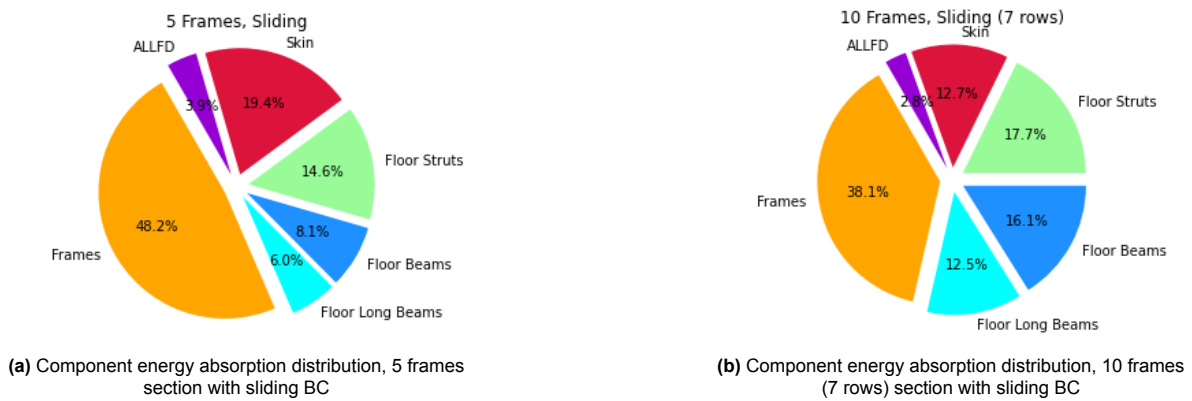 5 Frames, Sliding
ALLFD
Skin
3.9%
19.4%
Floor Struts
14.6%
48.2%
8.1%
Frames
6.0%
Floor Beams
Floor Long Beams
(a) Component energy absorption distribution, 5 frames
section with sliding BC
10 Frames, Sliding (7 rows)
Skin
ALLFD
2.8%
12.7%
Floor Struts
17.7%
38.1%
Frames
16.1%
Floor Beams
12.5%
Floor Long Beams
(b) Component energy absorption distribution, 10 frames
(7 rows) section with sliding BC